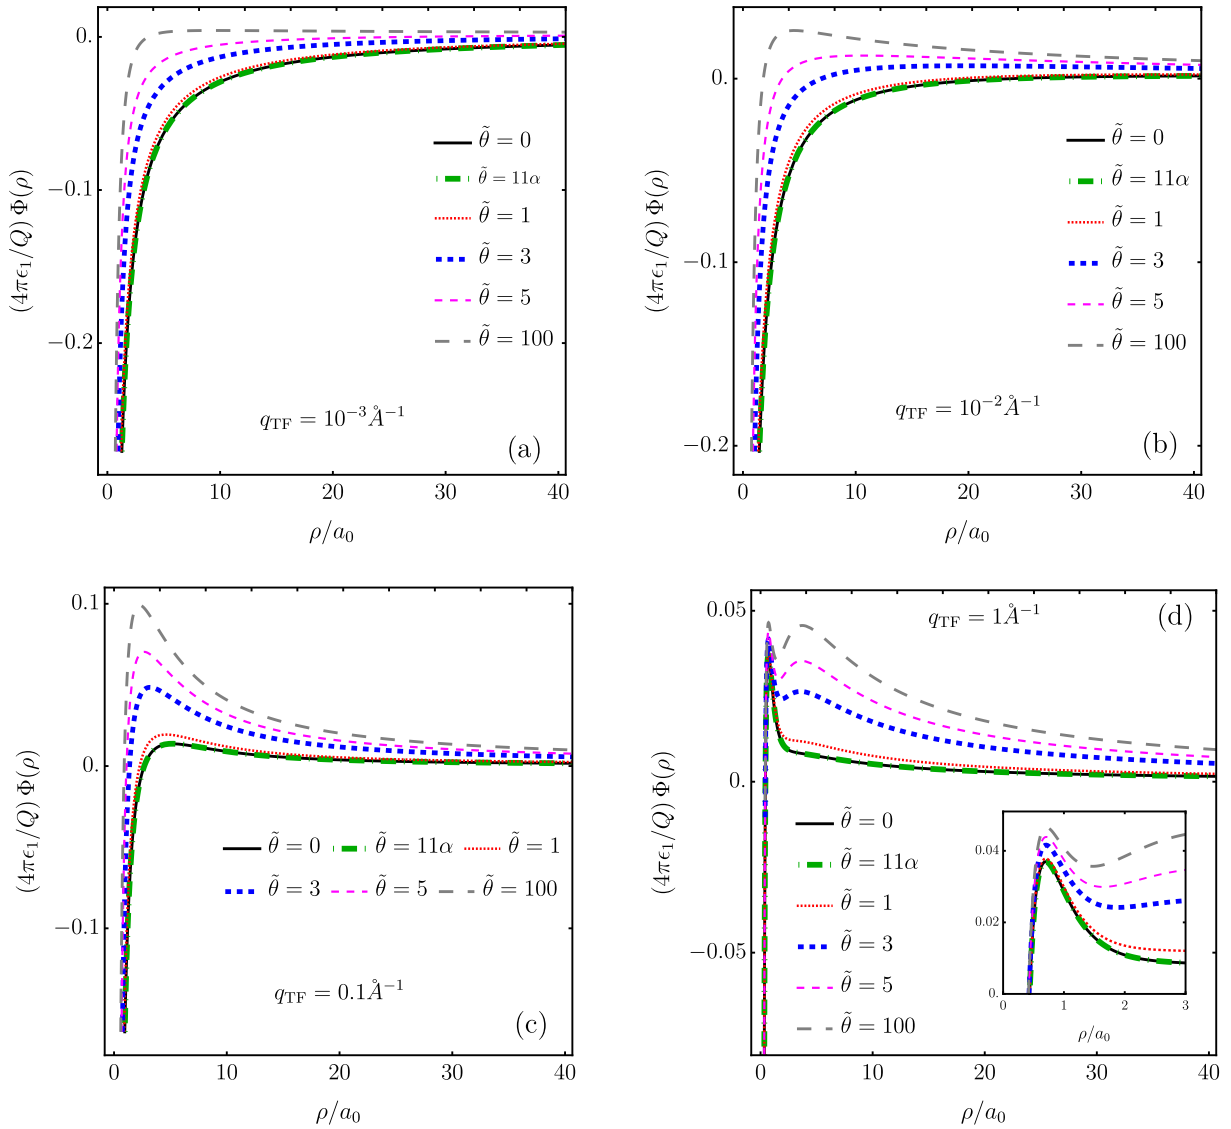 (4πϵ₁/Q) Φ(ρ)
0.
−0.1
−0.2
θ̃ = 0
θ̃ = 11α
θ̃ = 1
θ̃ = 3
θ̃ = 5
θ̃ = 100
q_TF = 10⁻³Å⁻¹
(a)
0 10 20 30 40
ρ/a₀
(4πϵ₁/Q) Φ(ρ)
0.
−0.1
−0.2
θ̃ = 0
θ̃ = 11α
θ̃ = 1
θ̃ = 3
θ̃ = 5
θ̃ = 100
q_TF = 10⁻²Å⁻¹
(b)
0 10 20 30 40
ρ/a₀
(4πϵ₁/Q) Φ(ρ)
0.1
0.
−0.1
θ̃ = 0 θ̃ = 11α θ̃ = 1
θ̃ = 3 θ̃ = 5 θ̃ = 100
q_TF = 0.1Å⁻¹
(c)
0 10 20 30 40
ρ/a₀
(4πϵ₁/Q) Φ(ρ)
0.05
0.
−0.05
q_TF = 1Å⁻¹
(d)
θ̃ = 0
θ̃ = 11α
θ̃ = 1
θ̃ = 3
θ̃ = 5
θ̃ = 100
0.04
0.02
0.
0 1 2 3
ρ/a₀
0 10 20 30 40
ρ/a₀